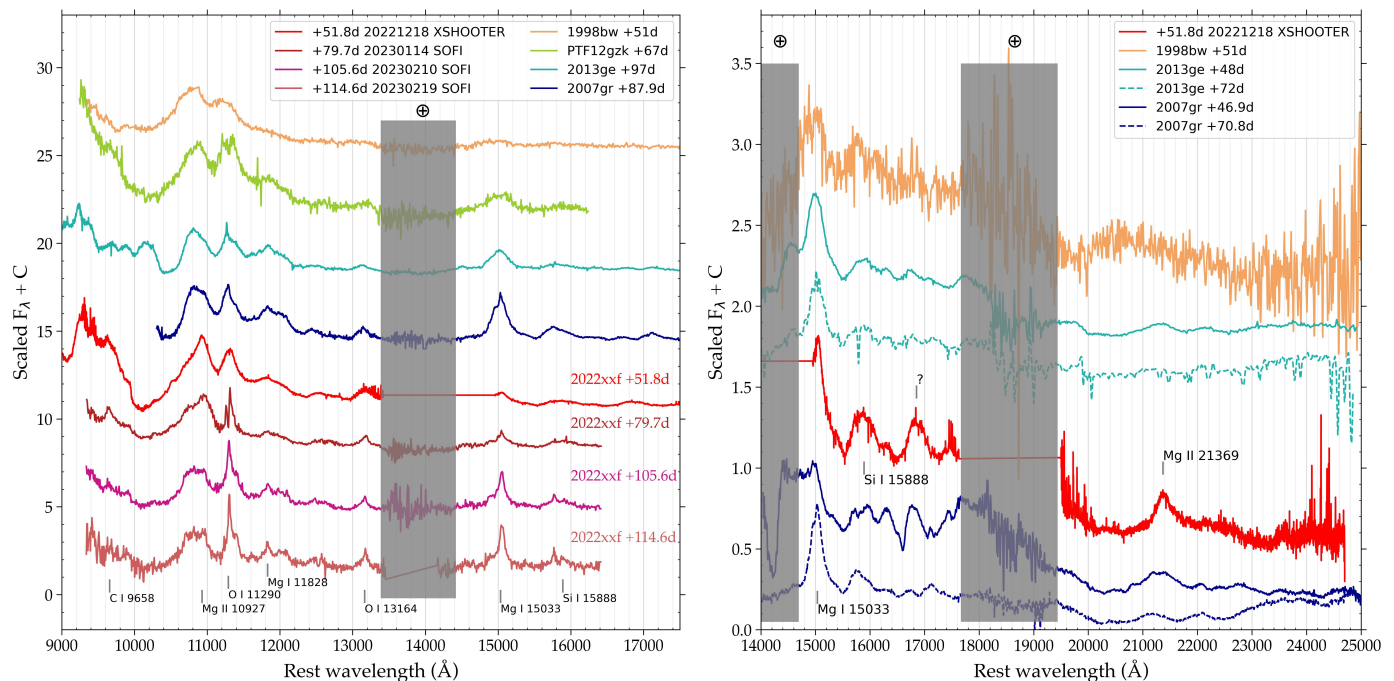 +51.8d 20221218 XSHOOTER
+79.7d 20230114 SOFI
+105.6d 20230210 SOFI
+114.6d 20230219 SOFI
1998bw +51d
PTF12gzk +67d
2013ge +97d
2007gr +87.9d
⊕
2022xxf +51.8d
2022xxf +79.7d
2022xxf +105.6d
2022xxf +114.6d
C I 9658
Mg II 10927
O I 11290
Mg I 11828
O I 13164
Mg I 15033
Si I 15888
30
25
20
15
10
5
0
Scaled Fλ + C
9000 10000 11000 12000 13000 14000 15000 16000 17000
Rest wavelength (Å)
⊕
⊕
+51.8d 20221218 XSHOOTER
1998bw +51d
2013ge +48d
2013ge +72d
2007gr +46.9d
2007gr +70.8d
?
Si I 15888
Mg II 21369
Mg I 15033
3.5
3.0
2.5
2.0
1.5
1.0
0.5
0.0
Scaled Fλ + C
14000 15000 16000 17000 18000 19000 20000 21000 22000 23000 24000 25000
Rest wavelength (Å)